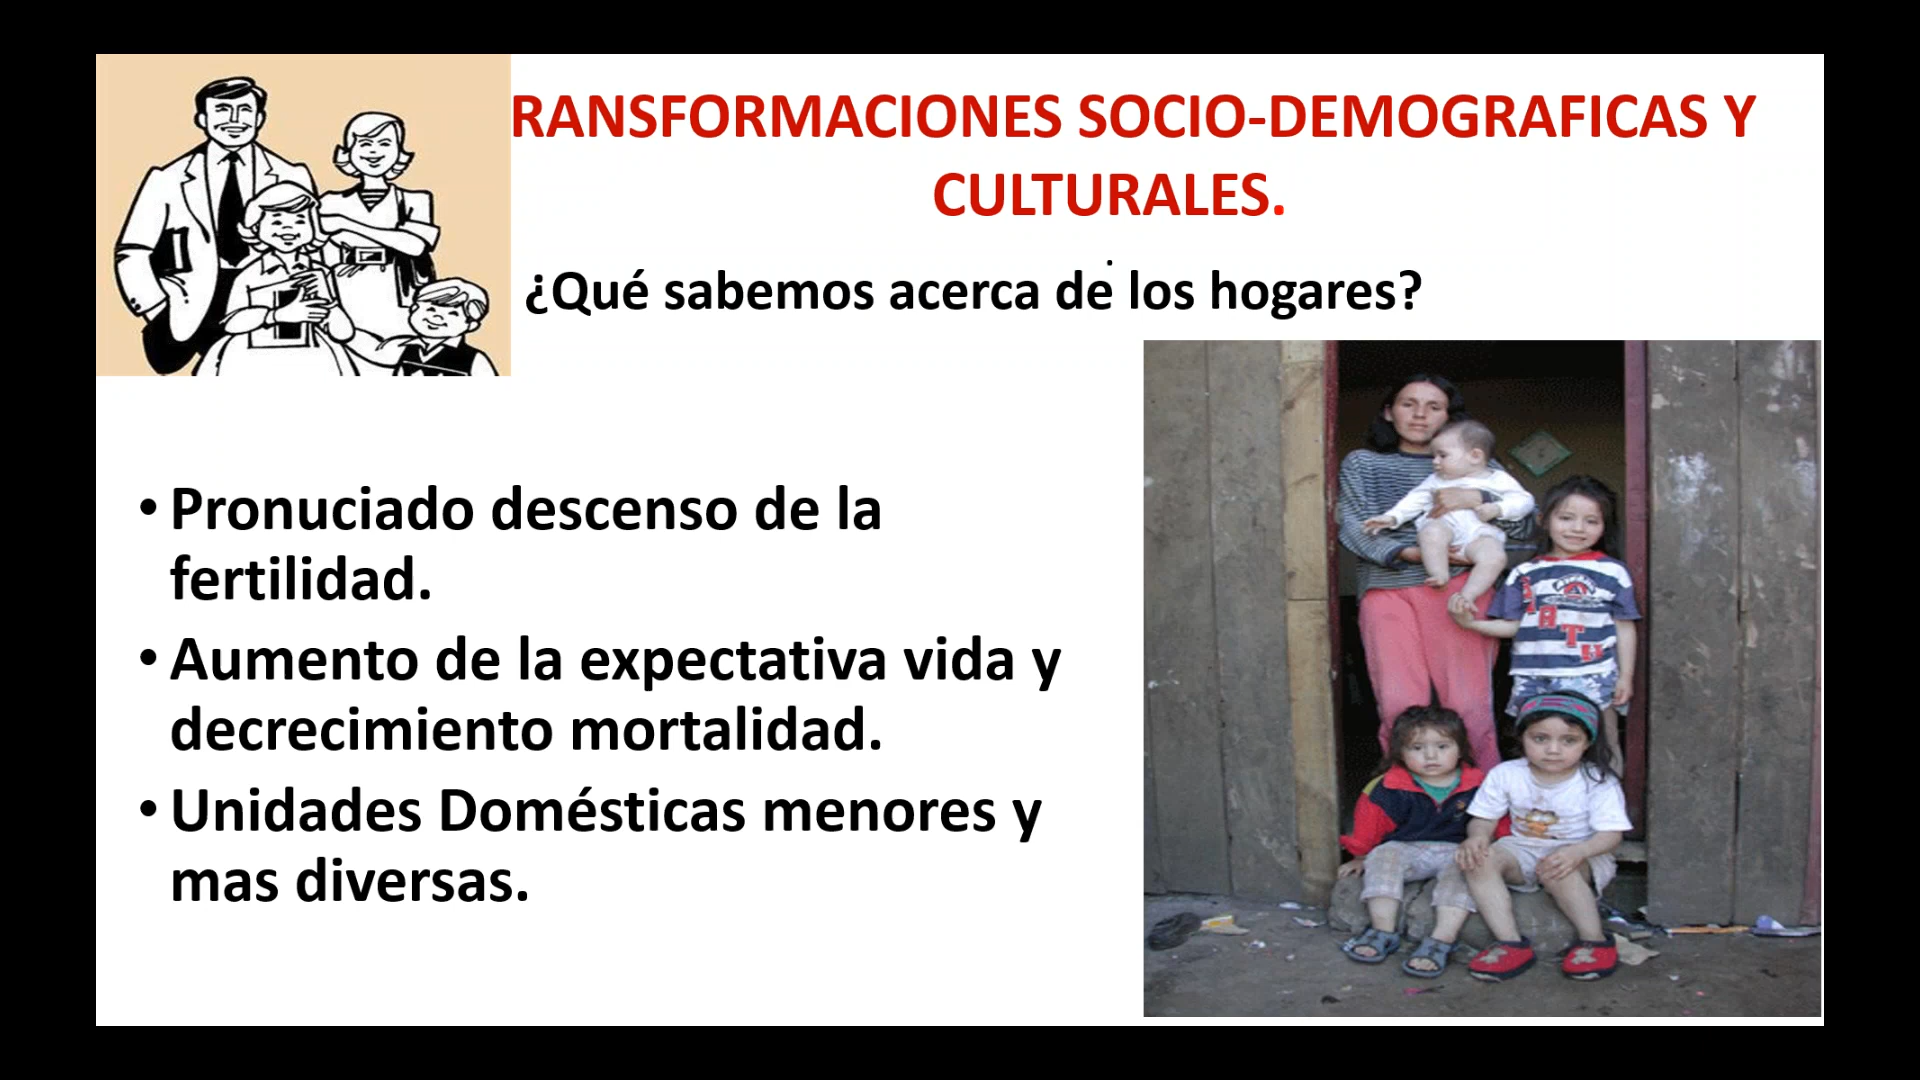 RANSFORMACIONES SOCIO-DEMOGRAFICAS Y
CULTURALES.
.
¿Qué sabemos acerca de los hogares?
• Pronuciado descenso de la
fertilidad.
• Aumento de la expectativa vida y
decrecimiento mortalidad.
• Unidades Domésticas menores y
mas diversas.